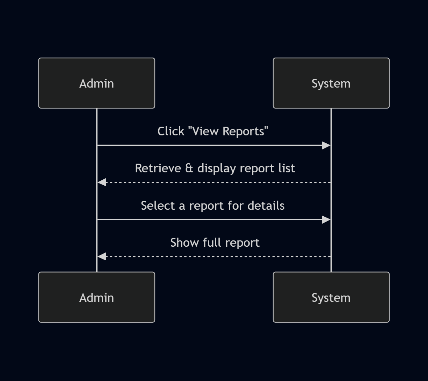 Admin System
Click "View Reports"
Retrieve & display report list
Select a report for details
Show full report
Admin System